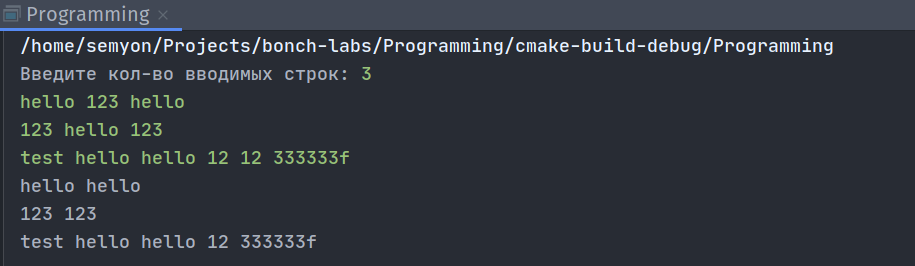 Programming ×
/home/semyon/Projects/bonch-labs/Programming/cmake-build-debug/Programming
Введите кол-во вводимых строк: 3
hello 123 hello
123 hello 123
test hello hello 12 12 333333f
hello hello
123 123
test hello hello 12 333333f